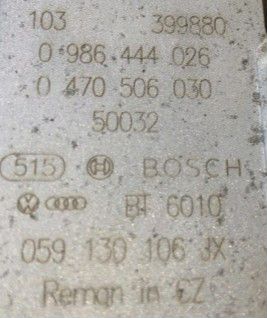 103 399880
0 986 444 026
0 470 506 030
50032
515 BOSCH
BT 6010
059 130 106 JX
Reman in CZ